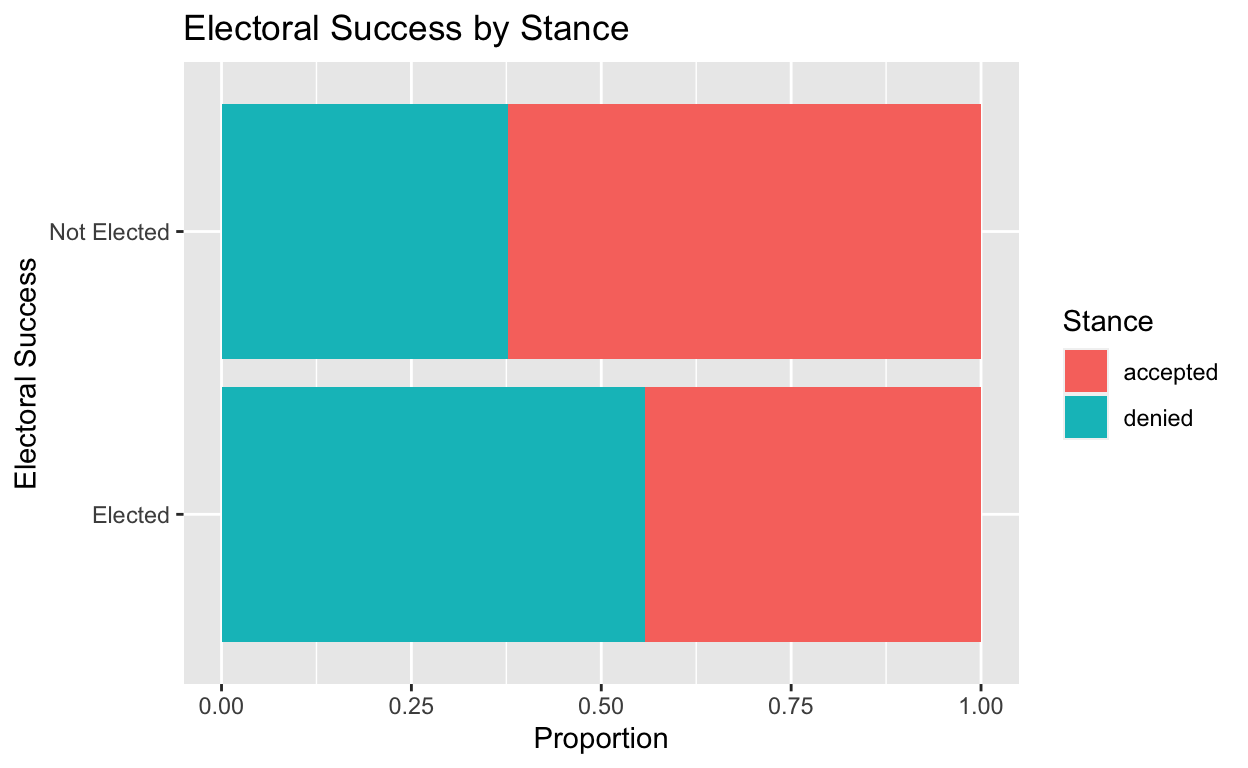 Electoral Success by Stance
Electoral Success
Not Elected
Elected
0.00 0.25 0.50 0.75 1.00
Proportion
Stance
accepted
denied